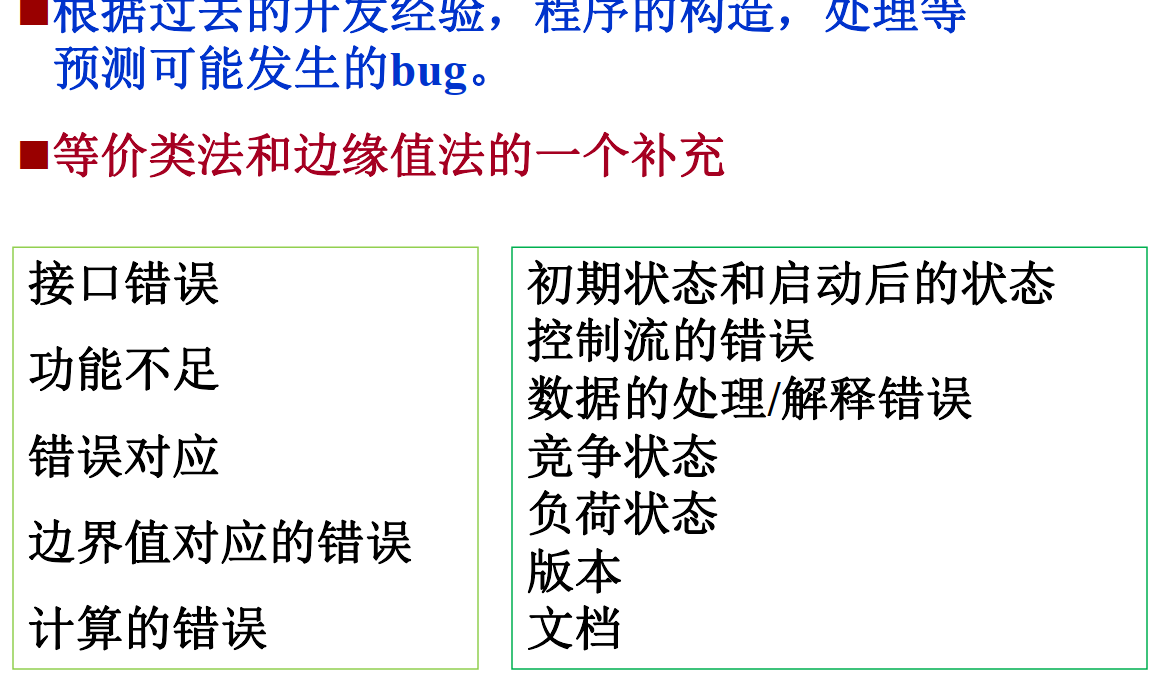 ■根据过去的开发经验，程序的构造，处理等
预测可能发生的bug。
■等价类法和边缘值法的一个补充
接口错误
功能不足
错误对应
边界值对应的错误
计算的错误
初期状态和启动后的状态
控制流的错误
数据的处理/解释错误
竞争状态
负荷状态
版本
文档